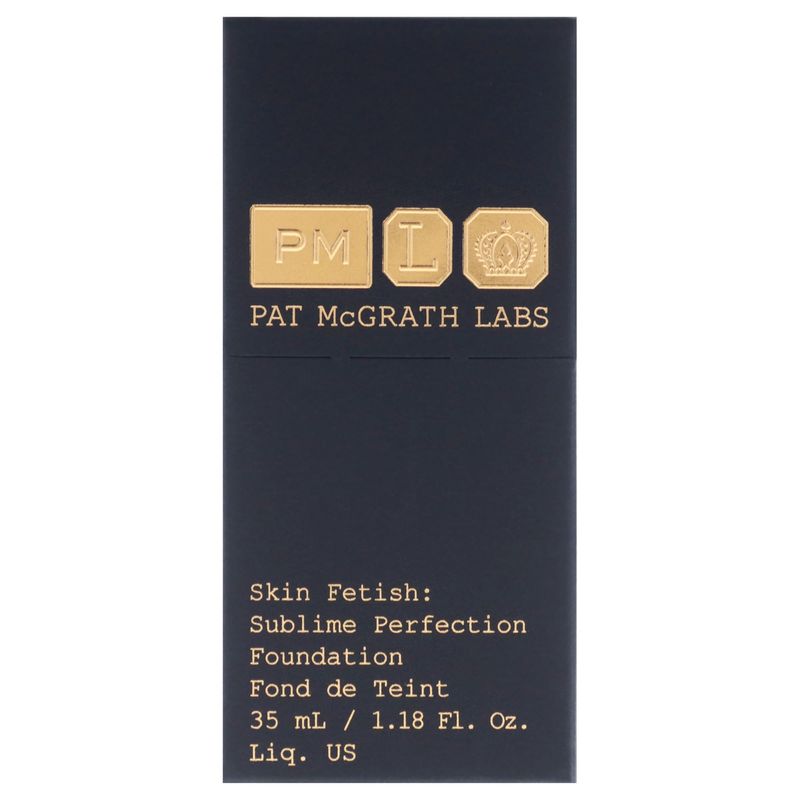 PM L
PAT McGRATH LABS
Skin Fetish:
Sublime Perfection
Foundation
Fond de Teint
35 mL / 1.18 Fl. Oz.
Liq. US